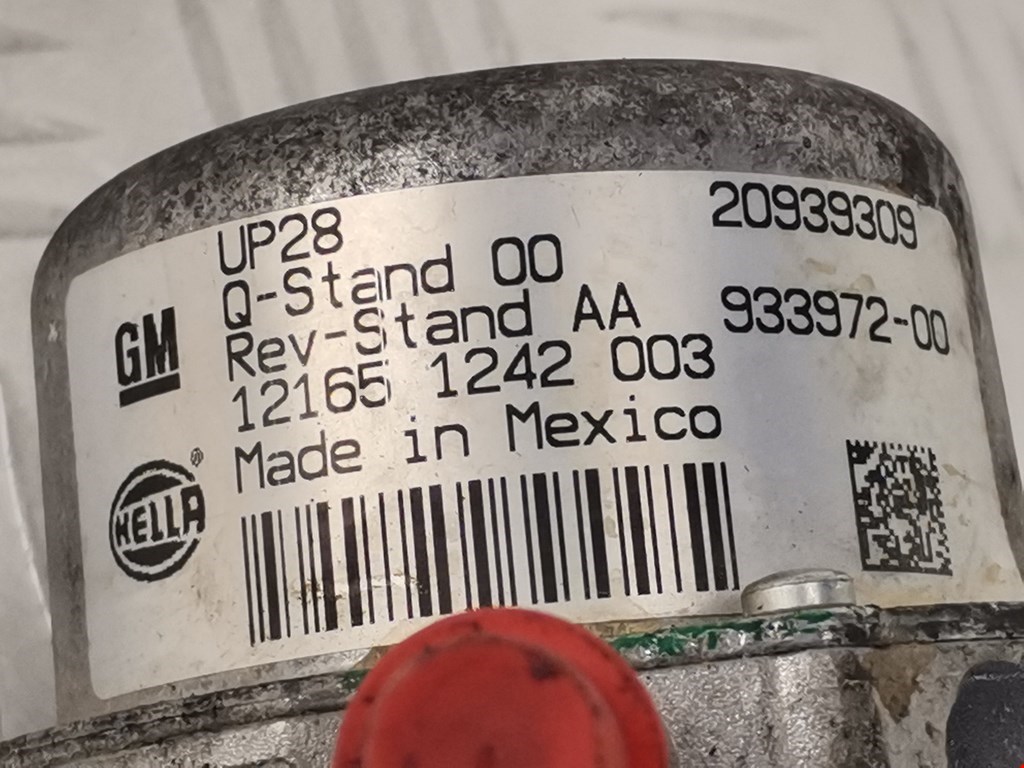 UP28
20939309
Q-Stand 00
Rev-Stand AA
933972-00
12165 1242 003
Made in Mexico
GM
HELLA®